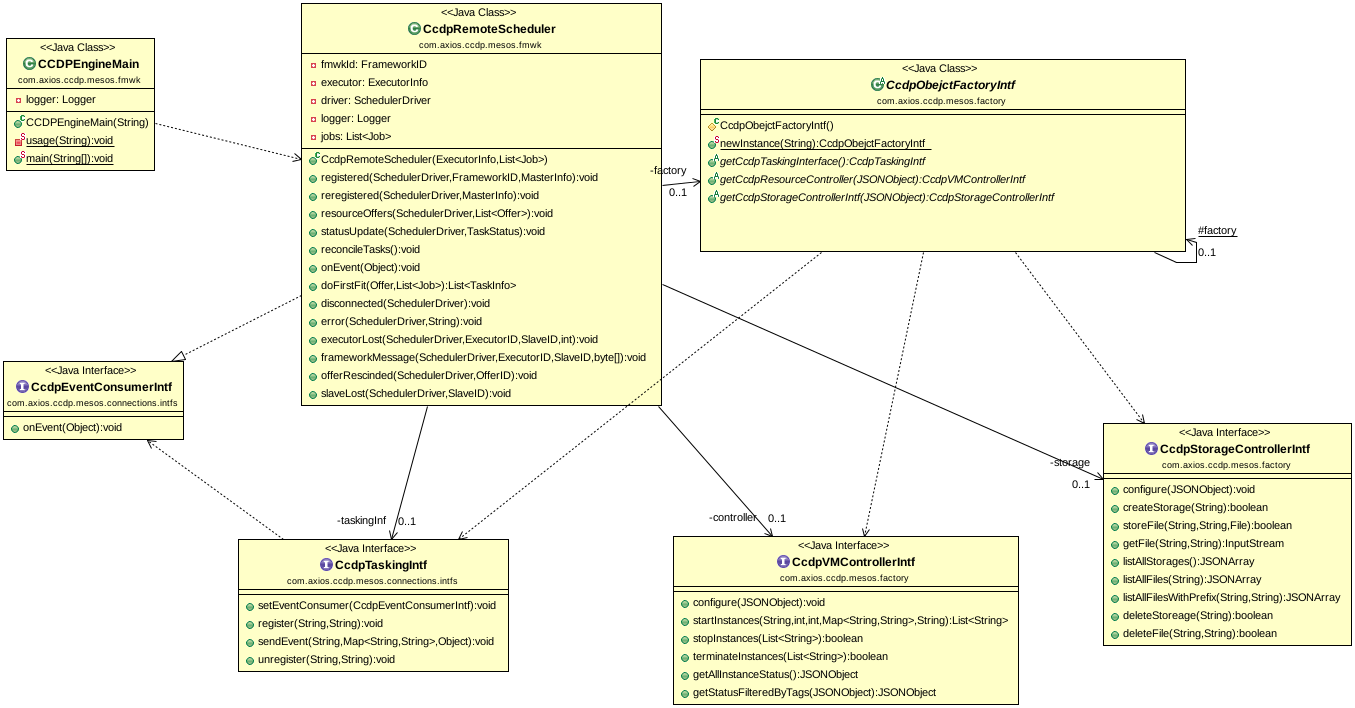 <<Java Class>>
CCDPEngineMain
com.axios.ccdp.mesos.fmwk
logger: Logger
CCDPEngineMain(String)
usage(String):void
main(String[]):void
<<Java Class>>
CcdpRemoteScheduler
com.axios.ccdp.mesos.fmwk
fmwkId: FrameworkID
executor: ExecutorInfo
driver: SchedulerDriver
logger: Logger
jobs: List<Job>
CcdpRemoteScheduler(ExecutorInfo,List<Job>)
registered(SchedulerDriver,FrameworkID,MasterInfo):void
reregistered(SchedulerDriver,MasterInfo):void
resourceOffers(SchedulerDriver,List<Offer>):void
statusUpdate(SchedulerDriver,TaskStatus):void
reconcileTasks():void
onEvent(Object):void
doFirstFit(Offer,List<Job>):List<TaskInfo>
disconnected(SchedulerDriver):void
error(SchedulerDriver,String):void
executorLost(SchedulerDriver,ExecutorID,SlaveID,int):void
frameworkMessage(SchedulerDriver,ExecutorID,SlaveID,byte[]):void
offerRescinded(SchedulerDriver,OfferID):void
slaveLost(SchedulerDriver,SlaveID):void
-factory
0..1
<<Java Class>>
CcdpObejctFactoryIntf
com.axios.ccdp.mesos.factory
CcdpObejctFactoryIntf()
newInstance(String):CcdpObejctFactoryIntf
getCcdpTaskingInterface():CcdpTaskingIntf
getCcdpResourceController(JSONObject):CcdpVMControllerIntf
getCcdpStorageControllerIntf(JSONObject):CcdpStorageControllerIntf
#factory
0..1
<<Java Interface>>
CcdpEventConsumerIntf
com.axios.ccdp.mesos.connections.intfs
onEvent(Object):void
-taskingInf
0..1
<<Java Interface>>
CcdpTaskingIntf
com.axios.ccdp.mesos.connections.intfs
setEventConsumer(CcdpEventConsumerIntf):void
register(String,String):void
sendEvent(String,Map<String,String>,Object):void
unregister(String,String):void
-controller
0..1
<<Java Interface>>
CcdpVMControllerIntf
com.axios.ccdp.mesos.factory
configure(JSONObject):void
startInstances(String,int,int,Map<String,String>,String):List<String>
stopInstances(List<String>):boolean
terminateInstances(List<String>):boolean
getAllInstanceStatus():JSONObject
getStatusFilteredByTags(JSONObject):JSONObject
-storage
0..1
<<Java Interface>>
CcdpStorageControllerIntf
com.axios.ccdp.mesos.factory
configure(JSONObject):void
createStorage(String):boolean
storeFile(String,String,File):boolean
getFile(String,String):InputStream
listAllStorages():JSONArray
listAllFiles(String):JSONArray
listAllFilesWithPrefix(String,String):JSONArray
deleteStoreage(String):boolean
deleteFile(String,String):boolean